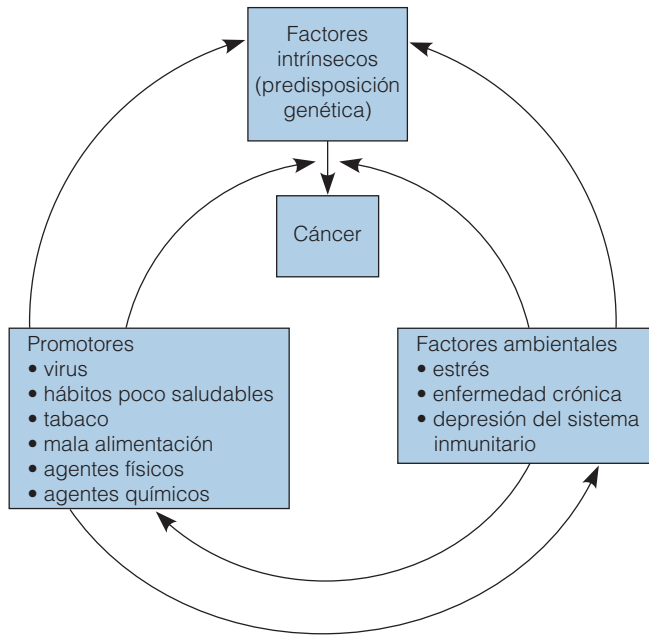 Factores
intrínsecos
(predisposición
genética)
Cáncer
Promotores
• virus
• hábitos poco saludables
• tabaco
• mala alimentación
• agentes físicos
• agentes químicos
Factores ambientales
• estrés
• enfermedad crónica
• depresión del sistema
inmunitario